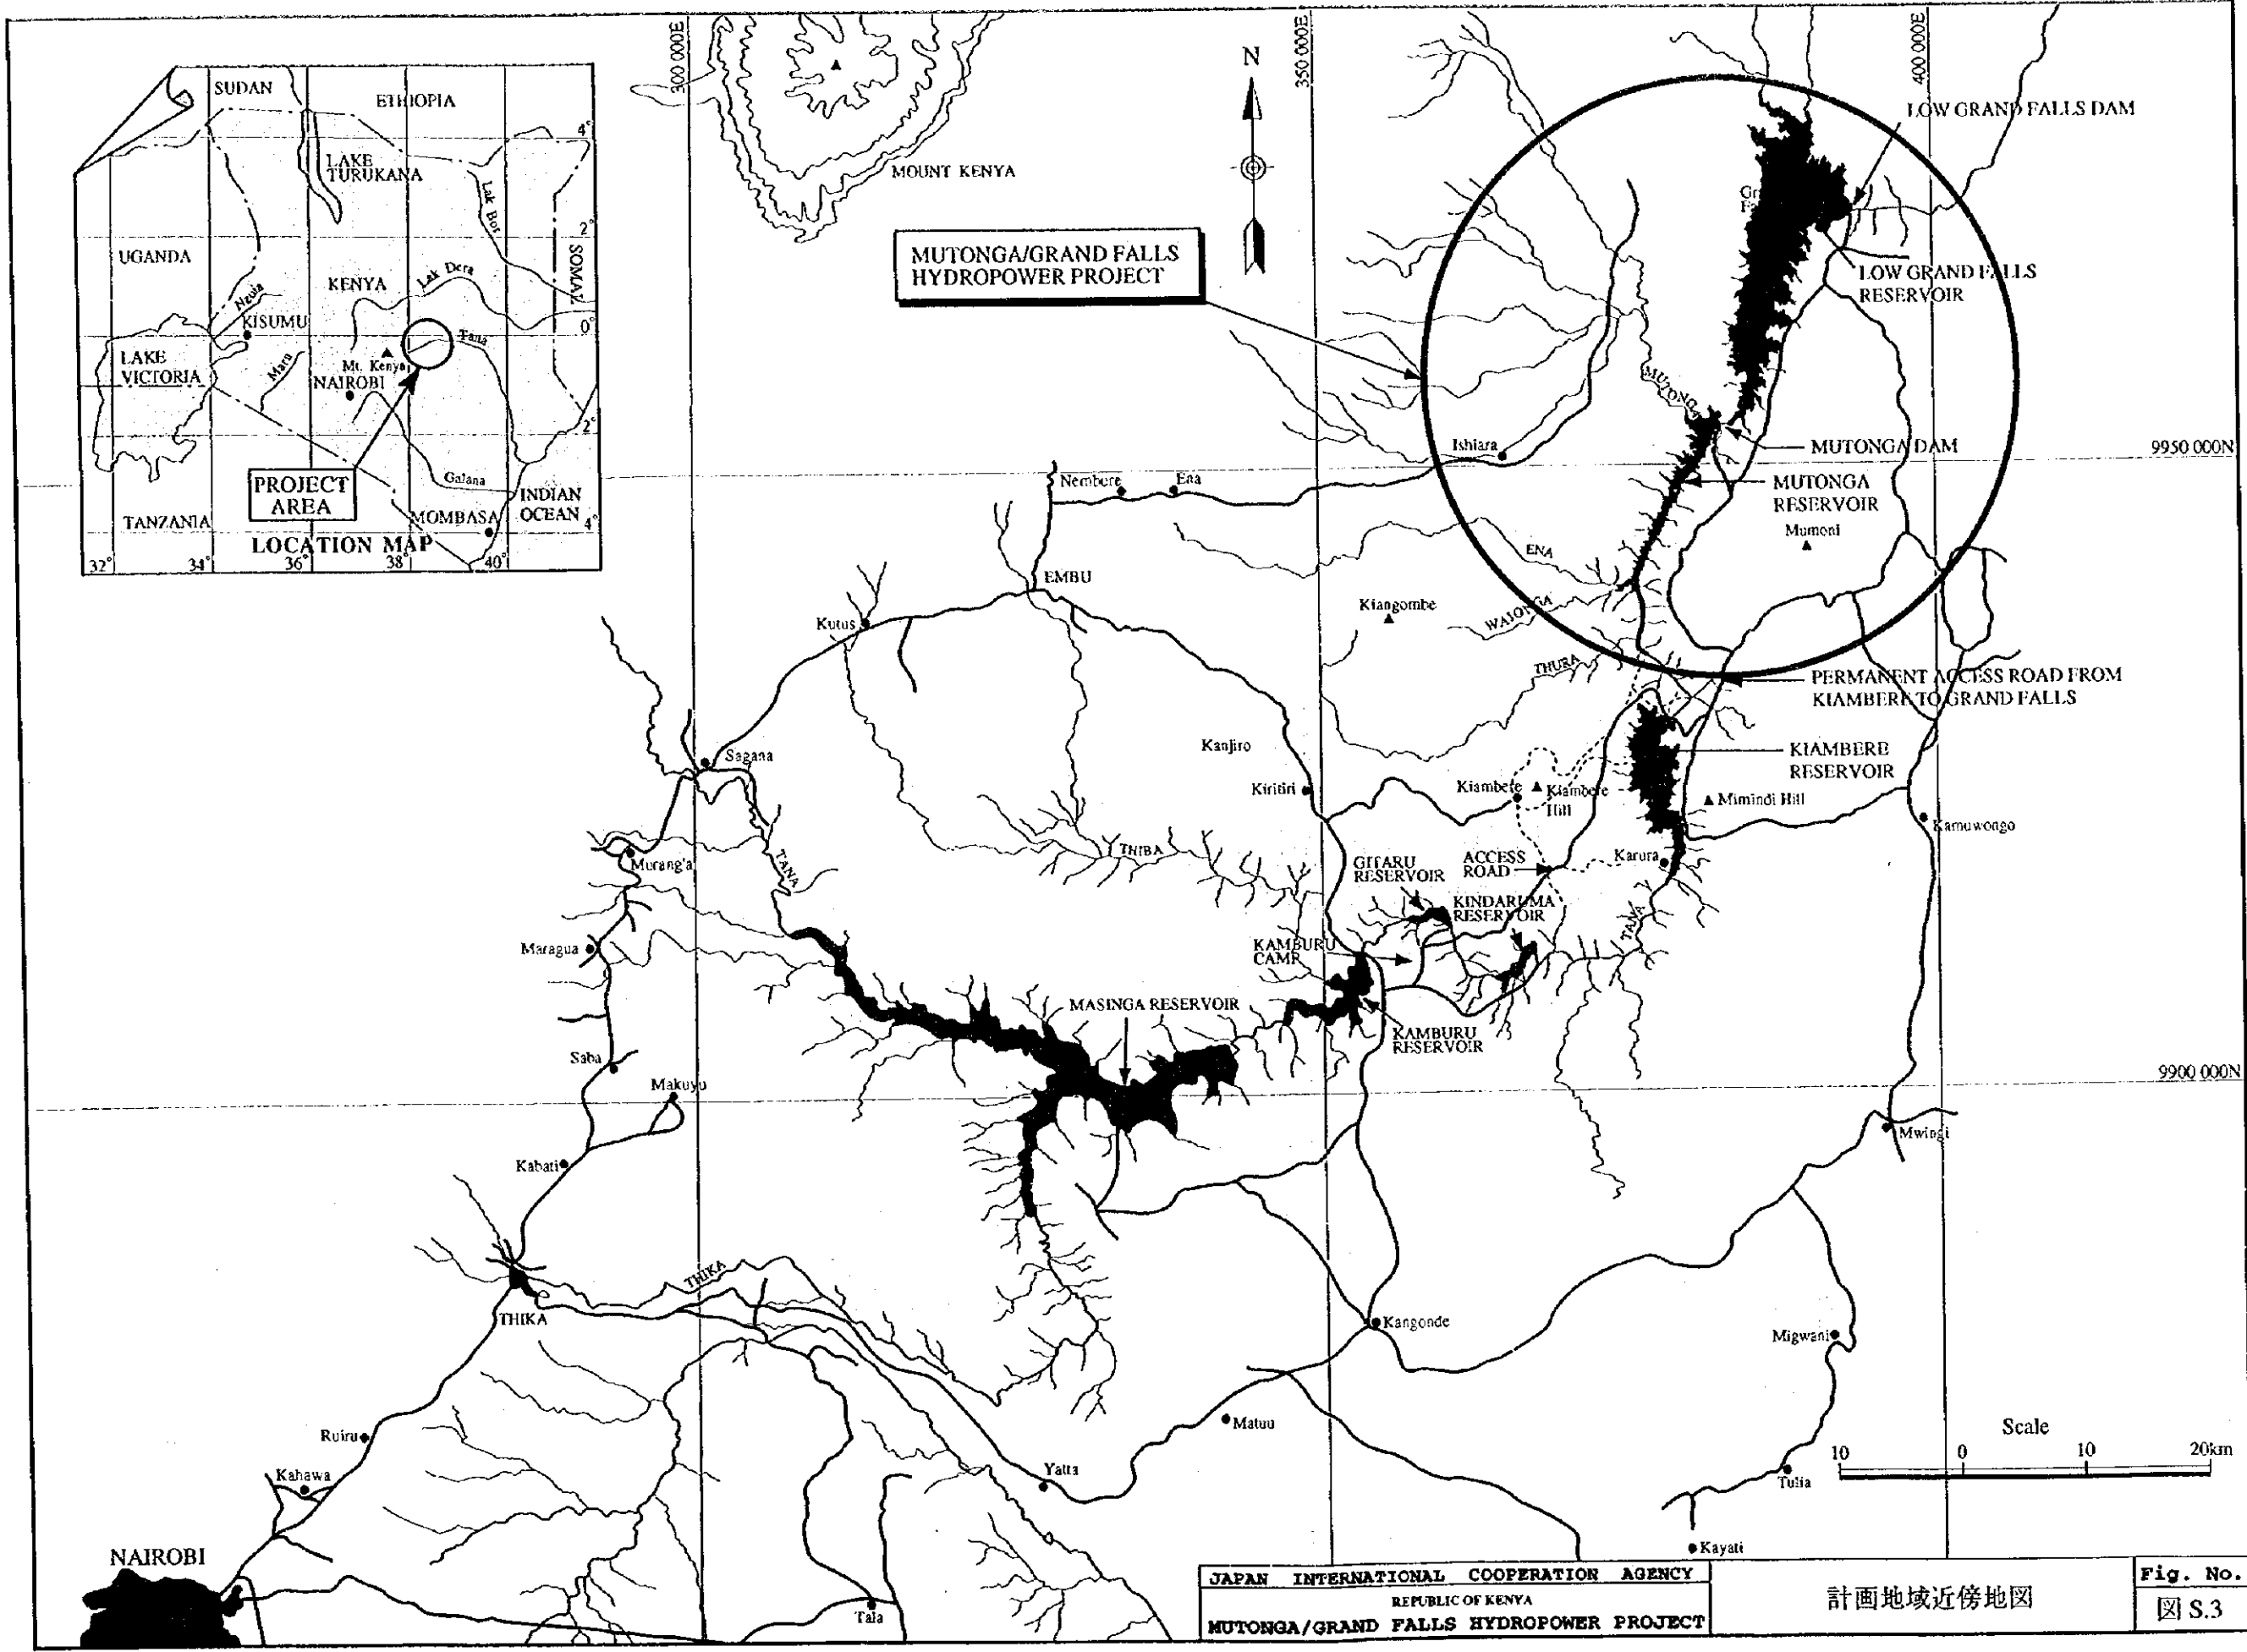 SUDAN
ETHIOPIA
LAKE
TURUKANA
Lak Bor
4°
2°
0°
2°
4°
UGANDA
KENYA
Lak Dera
SOMAL
Nzoia
KISUMU
Tana
LAKE
VICTORIA
Mara
Mt. Kenya
NAIROBI
PROJECT
AREA
Galana
INDIAN
OCEAN
TANZANIA
MOMBASA
LOCATION MAP
32°
34°
36°
38°
40°
300 000E
350 000E
400 000E
N
MOUNT KENYA
MUTONGA/GRAND FALLS
HYDROPOWER PROJECT
LOW GRAND FALLS DAM
LOW GRAND FALLS
RESERVOIR
MUTONGA
Ishiara
MUTONGA DAM
9950 000N
MUTONGA
RESERVOIR
Mumoni
Nembure
Ena
ENA
EMBU
Kiangombe
Kutus
THURA
PERMANENT ACCESS ROAD FROM
KIAMBERE TO GRAND FALLS
Sagana
Kanjiro
KIAMBERE
RESERVOIR
Kiritiri
Kiambere
Kiambere
Hill
Mimindi Hill
Kamuwongo
Murang'a
TANA
THIBA
GITARU
RESERVOIR
ACCESS
ROAD
Karura
KINDARUMA
RESERVOIR
TANA
Maragua
KAMBURU
CAMP
MASINGA RESERVOIR
KAMBURU
RESERVOIR
Saba
Makuyu
9900 000N
Mwingi
Kabati
THIKA
THIKA
Kangonde
Migwani
Matuu
Ruiru
Scale
10
0
10
20km
Kahawa
Yatta
Tulia
NAIROBI
Kayati
Tala
JAPAN INTERNATIONAL COOPERATION AGENCY
REPUBLIC OF KENYA
MUTONGA/GRAND FALLS HYDROPOWER PROJECT
計画地域近傍地図
Fig. No.
図 S.3